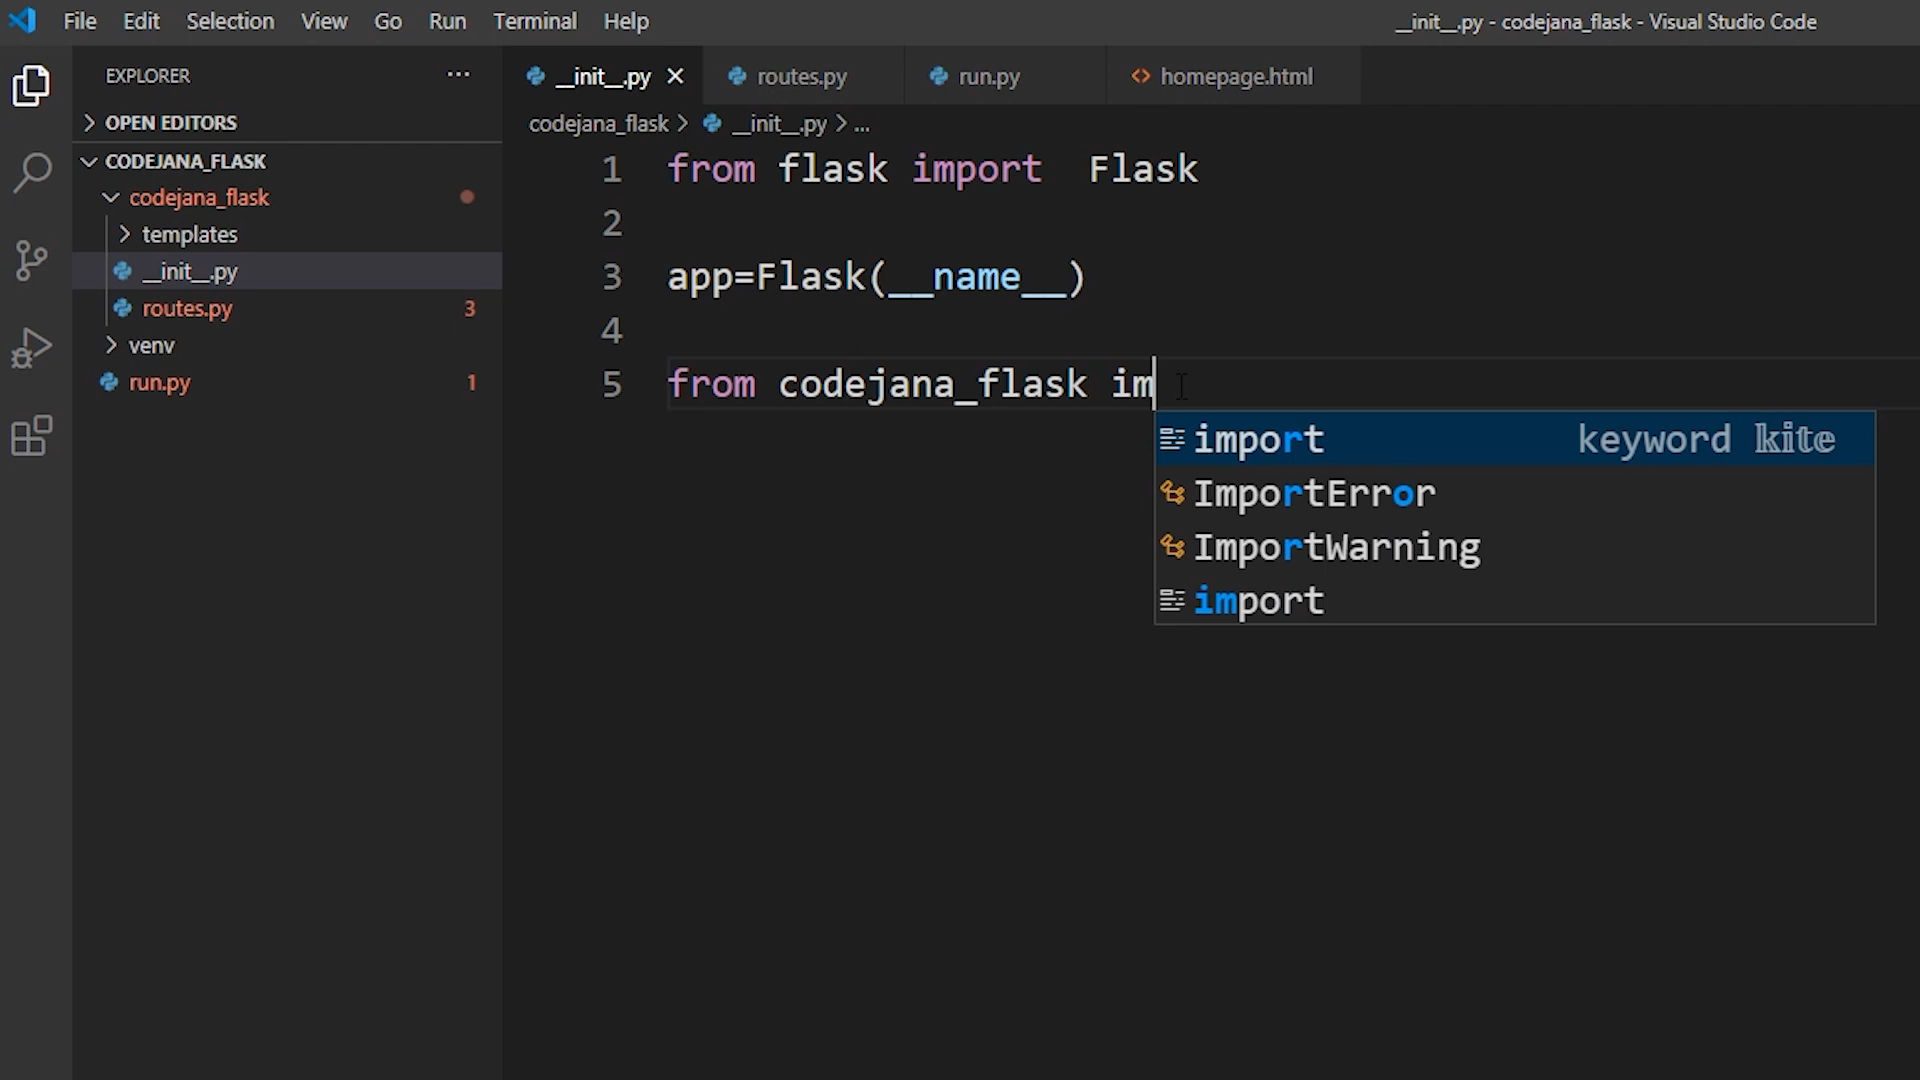 File Edit Selection View Go Run Terminal Help
__init__.py - codejana_flask - Visual Studio Code
EXPLORER ...
__init__.py
routes.py
run.py
<> homepage.html
OPEN EDITORS
codejana_flask > __init__.py > ...
CODEJANA_FLASK
codejana_flask
templates
__init__.py
routes.py 3
venv
run.py 1
1 from flask import  Flask
2
3 app=Flask(__name__)
4
5 from codejana_flask im
import keyword kite
ImportError
ImportWarning
import